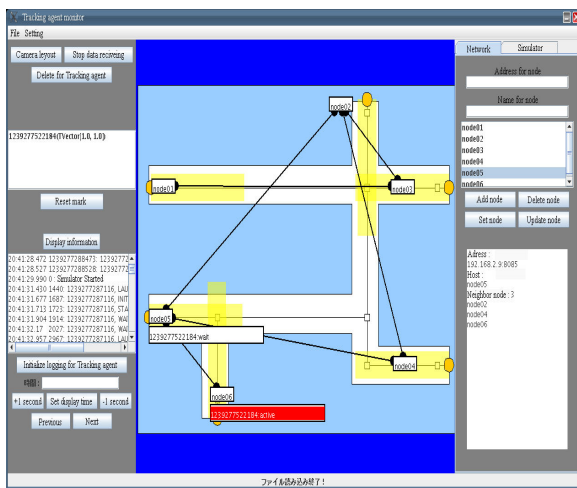 Tracking agent monitor
File Setting
Camera leyout Stop data recivieing
Delete for Tracking agent
1239277522184(TVector(1.0, 1.0))
Reset mark
Display information
20:41:28.472 1239277288473: 12392772
20:41:28.527 1239277288528: 1239277
20:41:29.990 0 : Simulator Started
20:41:31.430 1440: 1239277287116, LAU
20:41:31.677 1687: 1239277287116, INIT
20:41:31.713 1723: 1239277287116, STA
20:41:31.904 1914: 1239277287116, WAI
20:41:32.17 2027: 1239277287116, WAI
20:41:32.957 2967: 1239277287116, LAU
Initialize logging for Tracking agent
時間 :
+1 second Set display time -1 second
Previous Next
node02
node01
node03
node05
1239277522184:wait
node04
node06
1239277522184:active
Network Simulator
Address for node
Name for node
node01
node02
node03
node04
node05
node06
Add node Delete node
Set node Update node
Adress :
192.168.2.9:8085
Host :
node05
Neighbor node : 3
node02
node04
node06
ファイル読み込み終了！